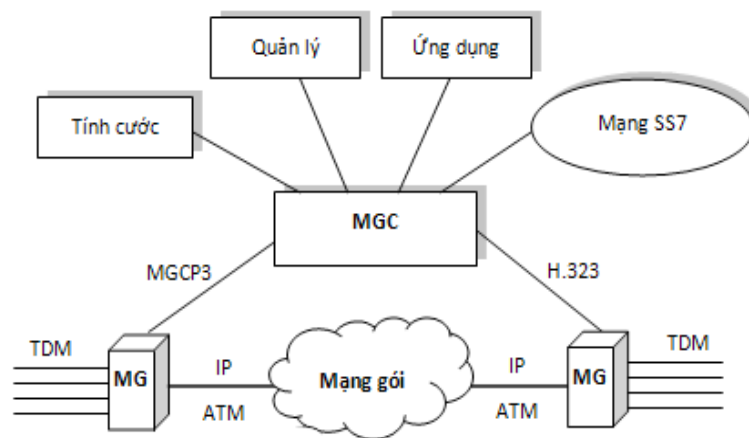 Quản lý
Ứng dụng
Tính cước
Mạng SS7
MGC
MGCP3
H.323
TDM
MG
IP
ATM
Mạng gói
IP
ATM
MG
TDM